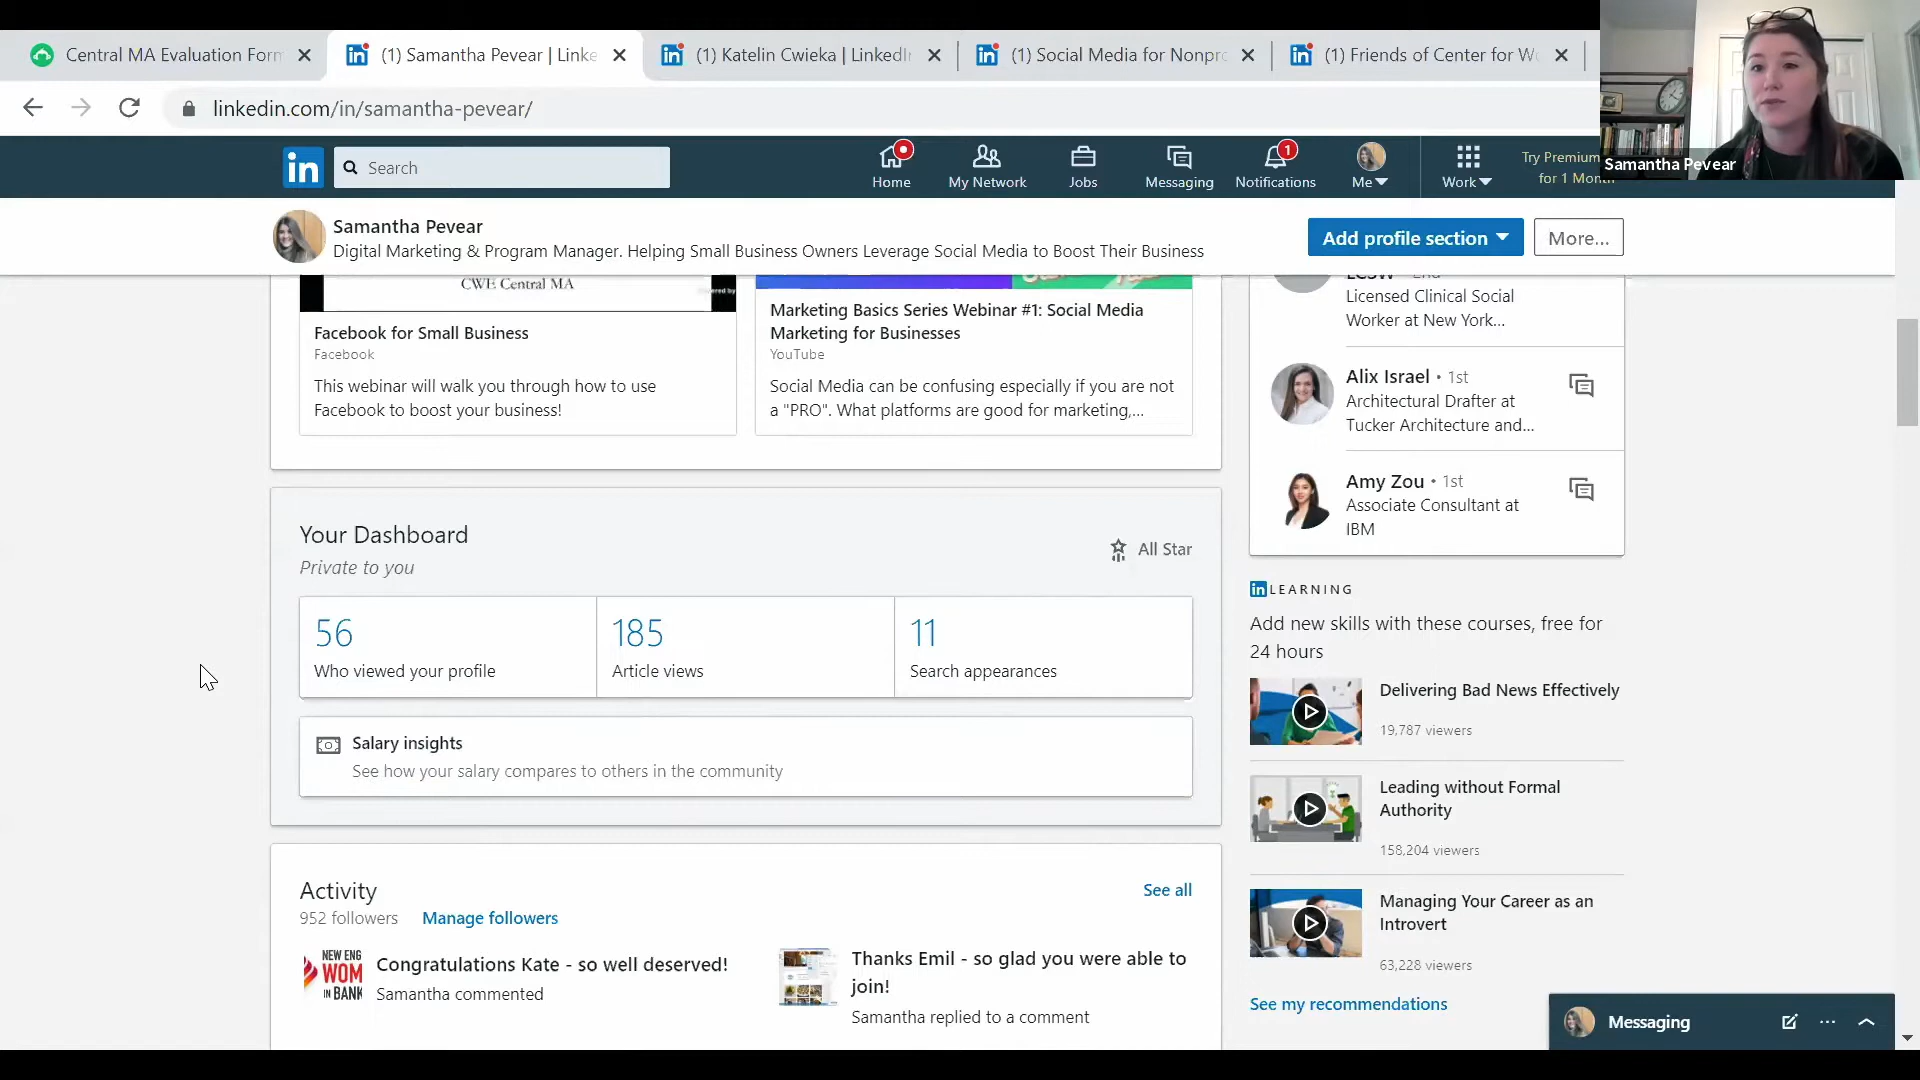 Central MA Evaluation Form
(1) Samantha Pevear | Linke
(1) Katelin Cwieka | LinkedIn
(1) Social Media for Nonpro
(1) Friends of Center for Wo
linkedin.com/in/samantha-pevear/
in
Search
Home
My Network
Jobs
Messaging
1
Notifications
Me
Work
Try Premium
for 1 Month
Samantha Pevear
Samantha Pevear
Digital Marketing & Program Manager. Helping Small Business Owners Leverage Social Media to Boost Their Business
Add profile section
More...
CWE Central MA
Facebook for Small Business
Facebook
This webinar will walk you through how to use
Facebook to boost your business!
Marketing Basics Series Webinar #1: Social Media
Marketing for Businesses
YouTube
Social Media can be confusing especially if you are not
a "PRO". What platforms are good for marketing,...
LCSW • 2nd
Licensed Clinical Social
Worker at New York...
Alix Israel • 1st
Architectural Drafter at
Tucker Architecture and...
Amy Zou • 1st
Associate Consultant at
IBM
Your Dashboard
Private to you
All Star
56
Who viewed your profile
185
Article views
11
Search appearances
Salary insights
See how your salary compares to others in the community
in LEARNING
Add new skills with these courses, free for
24 hours
Delivering Bad News Effectively
19,787 viewers
Leading without Formal
Authority
158,204 viewers
Managing Your Career as an
Introvert
63,228 viewers
See my recommendations
Activity
See all
952 followers
Manage followers
NEW ENG
WOM
IN BANK
Congratulations Kate - so well deserved!
Samantha commented
Thanks Emil - so glad you were able to
join!
Samantha replied to a comment
Messaging